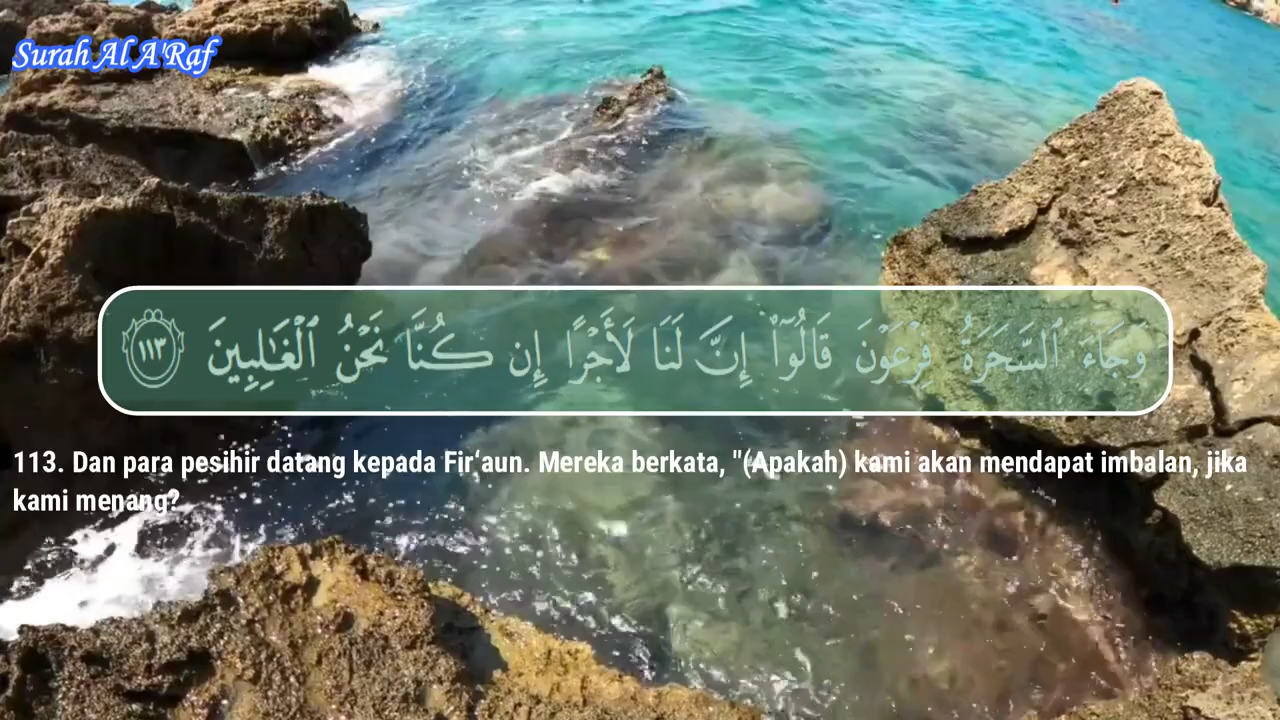 Surah Al A'Raf
وَجَآءَ ٱلسَّحَرَةُ فِرْعَوْنَ قَالُوٓا۟ إِنَّ لَنَا لَأَجْرًا إِن كُنَّا نَحْنُ ٱلْغَـٰلِبِينَ ١١٣
113. Dan para pesihir datang kepada Fir‘aun. Mereka berkata, "(Apakah) kami akan mendapat imbalan, jika
kami menang?